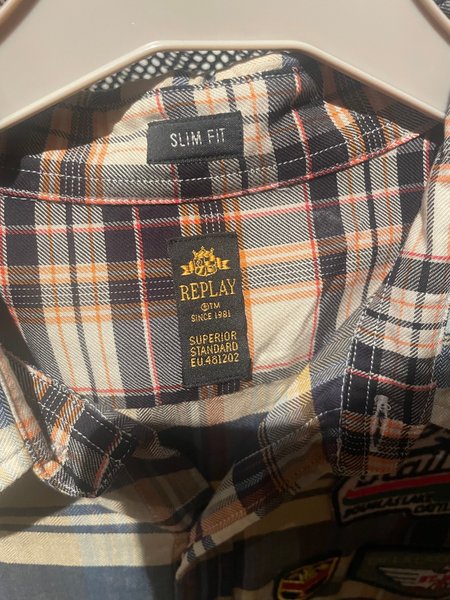 SLIM FIT
REPLAY
®TM
SINCE 1981
SUPERIOR
STANDARD
EU.481202
DOUGLAS LAKE